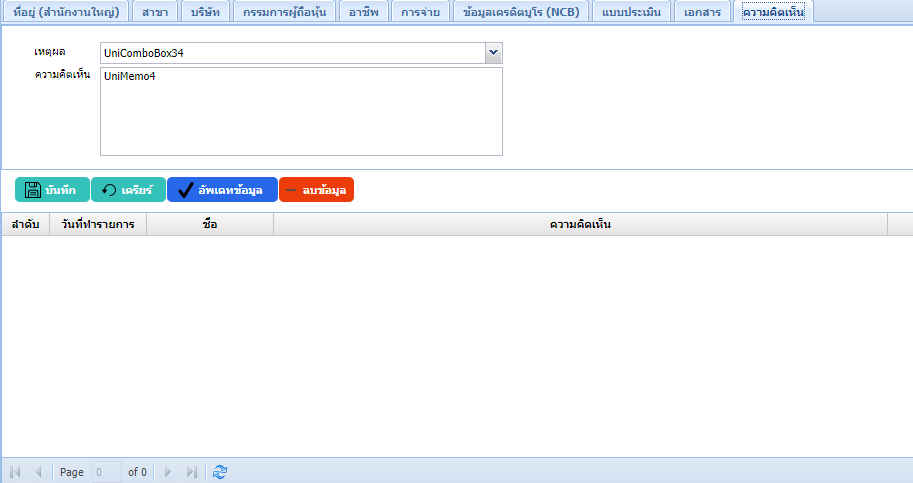 ที่อยู่ (สำนักงานใหญ่) สาขา บริษัท กรรมการผู้ถือหุ้น อาชีพ การจ่าย ข้อมูลเครดิตบูโร (NCB) แบบประเมิน เอกสาร ความคิดเห็น
เหตุผล UniComboBox34
ความคิดเห็น UniMemo4
บันทึก เครียร์ อัพเดทข้อมูล ลบข้อมูล
ลำดับ วันที่ทำรายการ ชื่อ ความคิดเห็น
Page 0 of 0